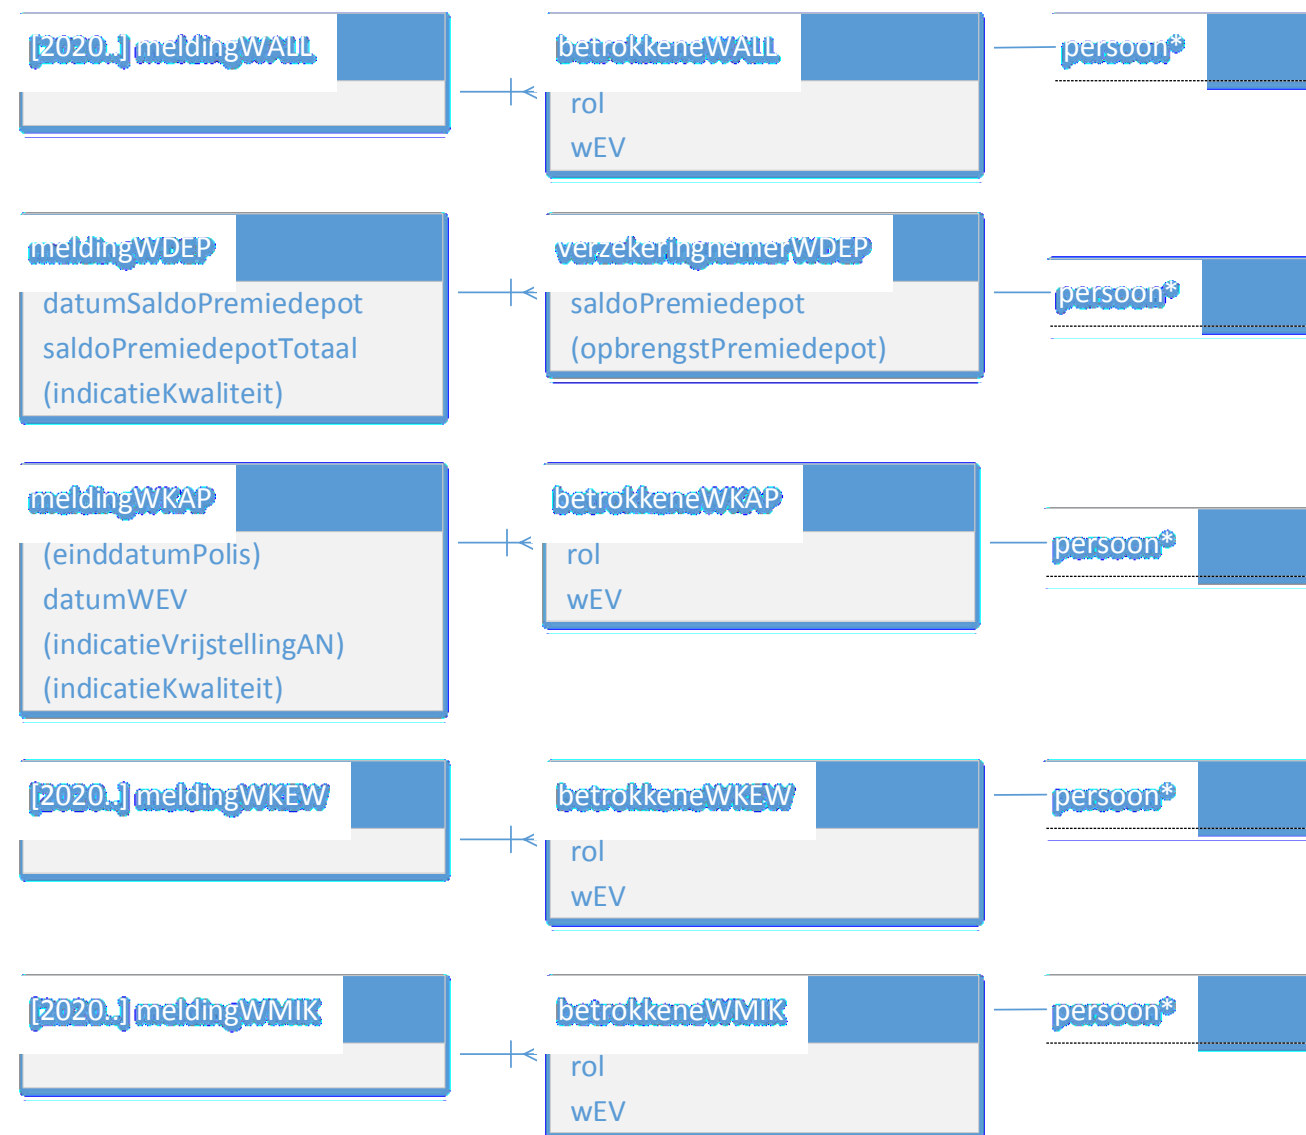 [2020..] meldingWALL
betrokkeneWALL
persoon*
rol
wEV
meldingWDEP
verzekeringnemerWDEP
persoon*
datumSaldoPremiedepot
saldoPremiedepotTotaal
(indicatieKwaliteit)
saldoPremiedepot
(opbrengstPremiedepot)
meldingWKAP
betrokkeneWKAP
persoon*
(einddatumPolis)
datumWEV
(indicatieVrijstellingAN)
(indicatieKwaliteit)
rol
wEV
[2020..] meldingWKEW
betrokkeneWKEW
persoon*
rol
wEV
[2020..] meldingWMIK
betrokkeneWMIK
persoon*
rol
wEV